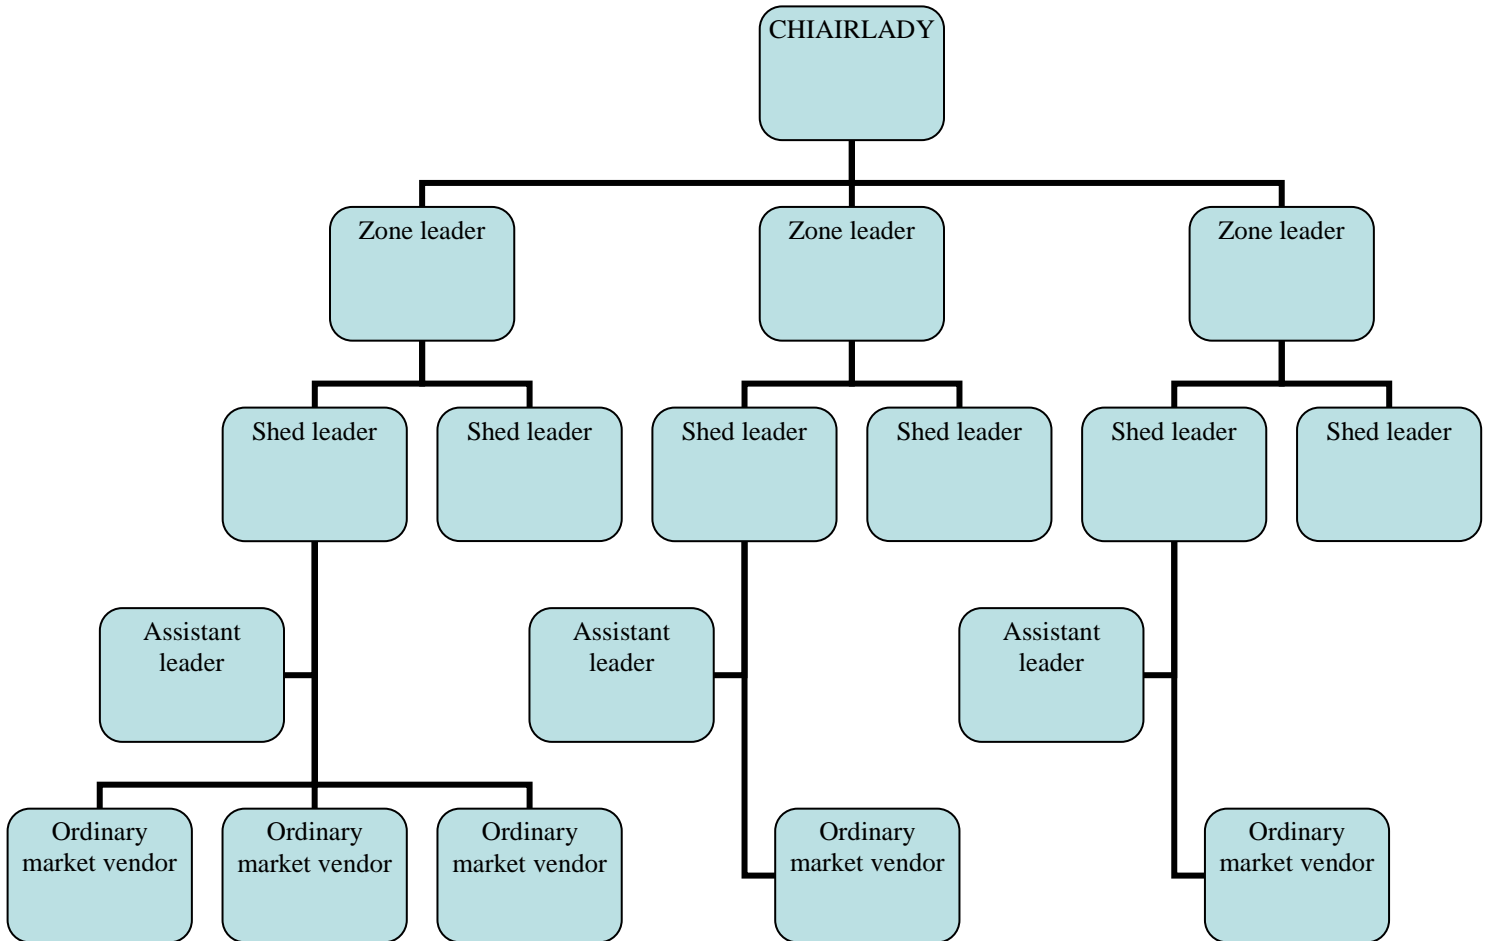 CHIAIRLADY
Zone leader
Zone leader
Zone leader
Shed leader
Shed leader
Shed leader
Shed leader
Shed leader
Shed leader
Assistant
leader
Assistant
leader
Assistant
leader
Ordinary
market vendor
Ordinary
market vendor
Ordinary
market vendor
Ordinary
market vendor
Ordinary
market vendor